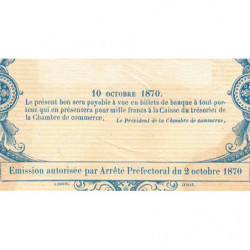 10 OCTOBRE 1870.
Le présent bon sera payable à vue en billets de banque à tout por-
teur qui en présentera pour mille francs à la Caisse du trésorier de
la Chambre de commerce.
Le Président de la Chambre de commerce,
Emission autorisée par Arrêté Préfectoral du 2 octobre 1870